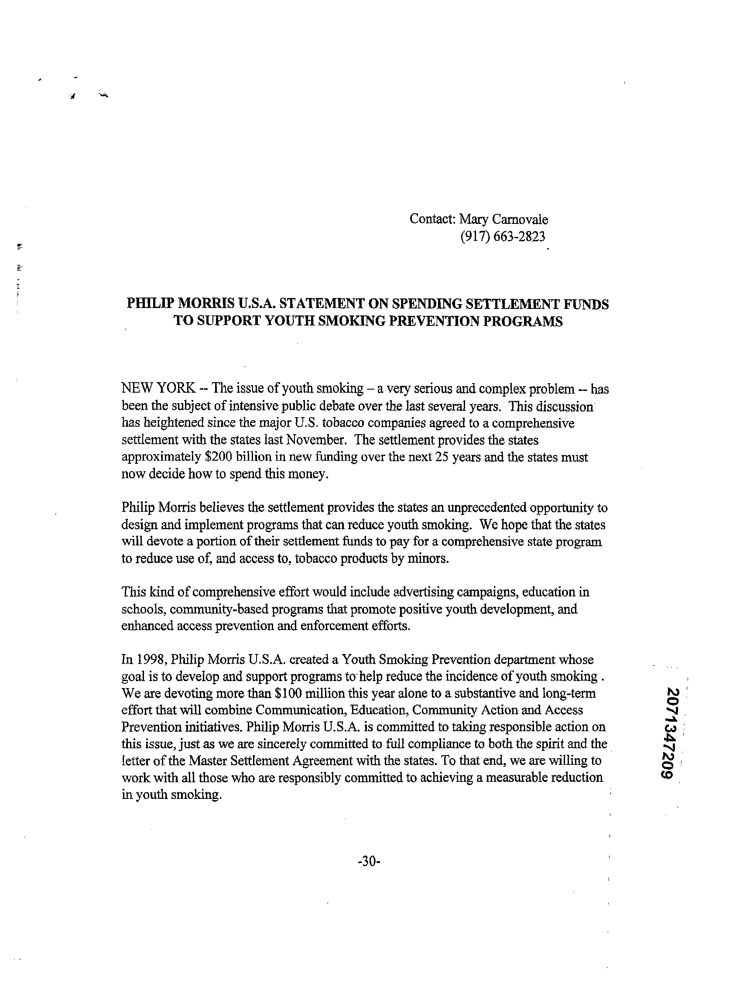 Contact: Mary Carnovale
(917) 663-2823
PHILIP MORRIS U.S.A. STATEMENT ON SPENDING SETTLEMENT FUNDS
TO SUPPORT YOUTH SMOKING PREVENTION PROGRAMS
NEW YORK -- The issue of youth smoking – a very serious and complex problem -- has
been the subject of intensive public debate over the last several years. This discussion
has heightened since the major U.S. tobacco companies agreed to a comprehensive
settlement with the states last November. The settlement provides the states
approximately $200 billion in new funding over the next 25 years and the states must
now decide how to spend this money.
Philip Morris believes the settlement provides the states an unprecedented opportunity to
design and implement programs that can reduce youth smoking. We hope that the states
will devote a portion of their settlement funds to pay for a comprehensive state program
to reduce use of, and access to, tobacco products by minors.
This kind of comprehensive effort would include advertising campaigns, education in
schools, community-based programs that promote positive youth development, and
enhanced access prevention and enforcement efforts.
In 1998, Philip Morris U.S.A. created a Youth Smoking Prevention department whose
goal is to develop and support programs to help reduce the incidence of youth smoking .
We are devoting more than $100 million this year alone to a substantive and long-term
effort that will combine Communication, Education, Community Action and Access
Prevention initiatives. Philip Morris U.S.A. is committed to taking responsible action on
this issue, just as we are sincerely committed to full compliance to both the spirit and the
letter of the Master Settlement Agreement with the states. To that end, we are willing to
work with all those who are responsibly committed to achieving a measurable reduction
in youth smoking.
-30-
2071347209